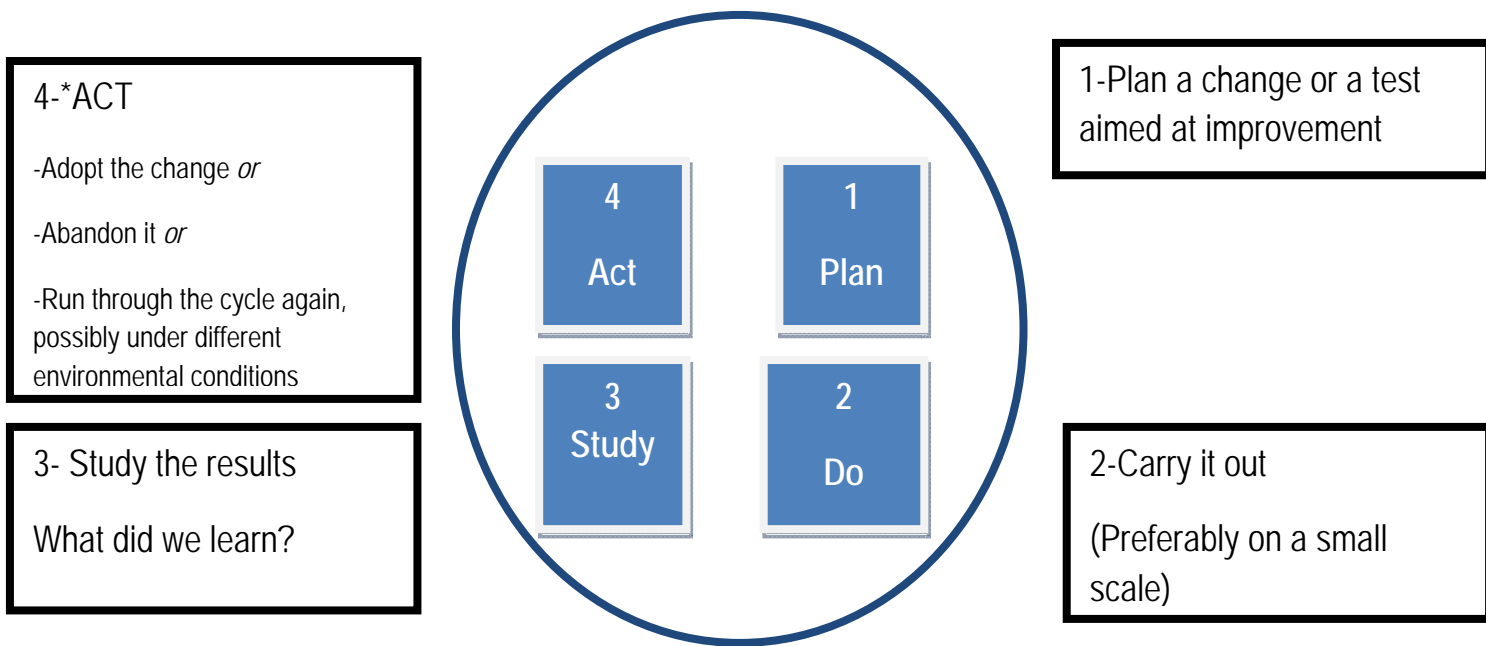 4-*ACT
-Adopt the change or
-Abandon it or
-Run through the cycle again,
possibly under different
environmental conditions
3- Study the results
What did we learn?
4
Act
1
Plan
3
Study
2
Do
1-Plan a change or a test
aimed at improvement
2-Carry it out
(Preferably on a small
scale)